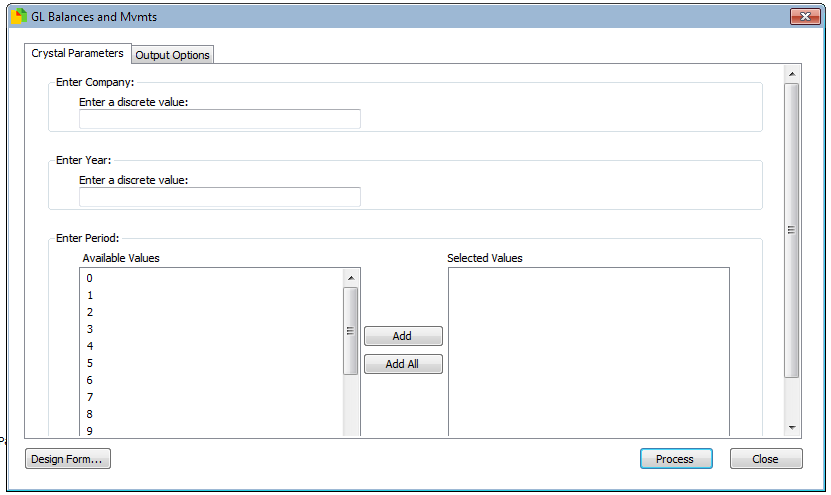 GL Balances and Mvmts
Crystal Parameters
Output Options
Enter Company:
Enter a discrete value:
Enter Year:
Enter a discrete value:
Enter Period:
Available Values
Selected Values
0
1
2
3
4
5
6
7
8
9
Add
Add All
Design Form...
Process
Close